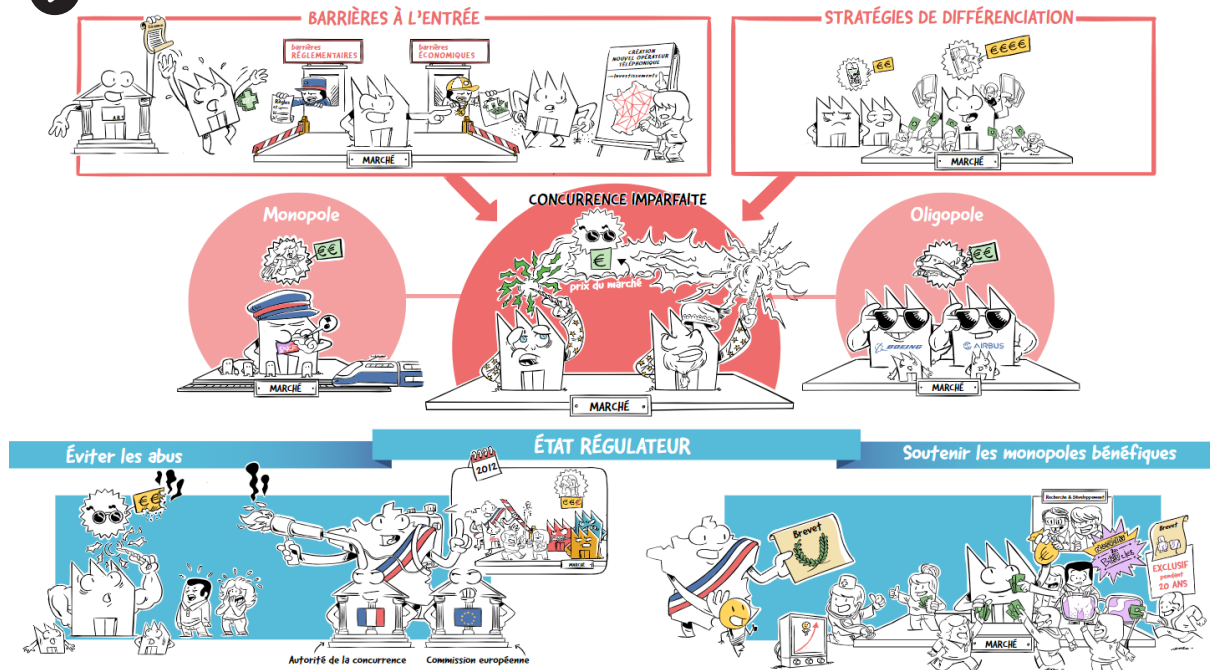 BARRIÈRES À L'ENTRÉE
Licence
barrières
RÉGLEMENTAIRES
Règles
barrières
ÉCONOMIQUES
CRÉATION
NOUVEL OPÉRATEUR
TÉLÉPHONIQUE
Investissements
MARCHÉ
STRATÉGIES DE DIFFÉRENCIATION
€€
€€€€
MARCHÉ
Monopole
€€
MARCHÉ
CONCURRENCE IMPARFAITE
€
prix du marché
MARCHÉ
Oligopole
€€
BOEING
AIRBUS
MARCHÉ
ÉTAT RÉGULATEUR
Éviter les abus
€€
2012
€€€
MARCHÉ
Autorité de la concurrence
Commission européenne
Soutenir les monopoles bénéfiques
Brevet
Recherche & Développement
Brevet
EXCLUSIF
pendant
20 ANS
MARCHÉ